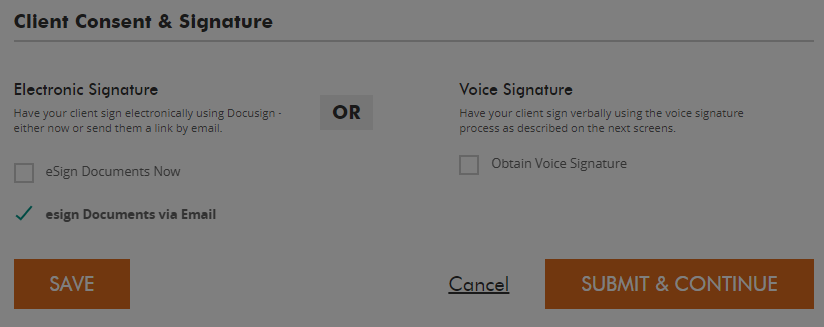 Client Consent & Signature
Electronic Signature
Have your client sign electronically using Docusign -
either now or send them a link by email.
eSign Documents Now
esign Documents via Email
OR
Voice Signature
Have your client sign verbally using the voice signature
process as described on the next screens.
Obtain Voice Signature
SAVE
Cancel
SUBMIT & CONTINUE